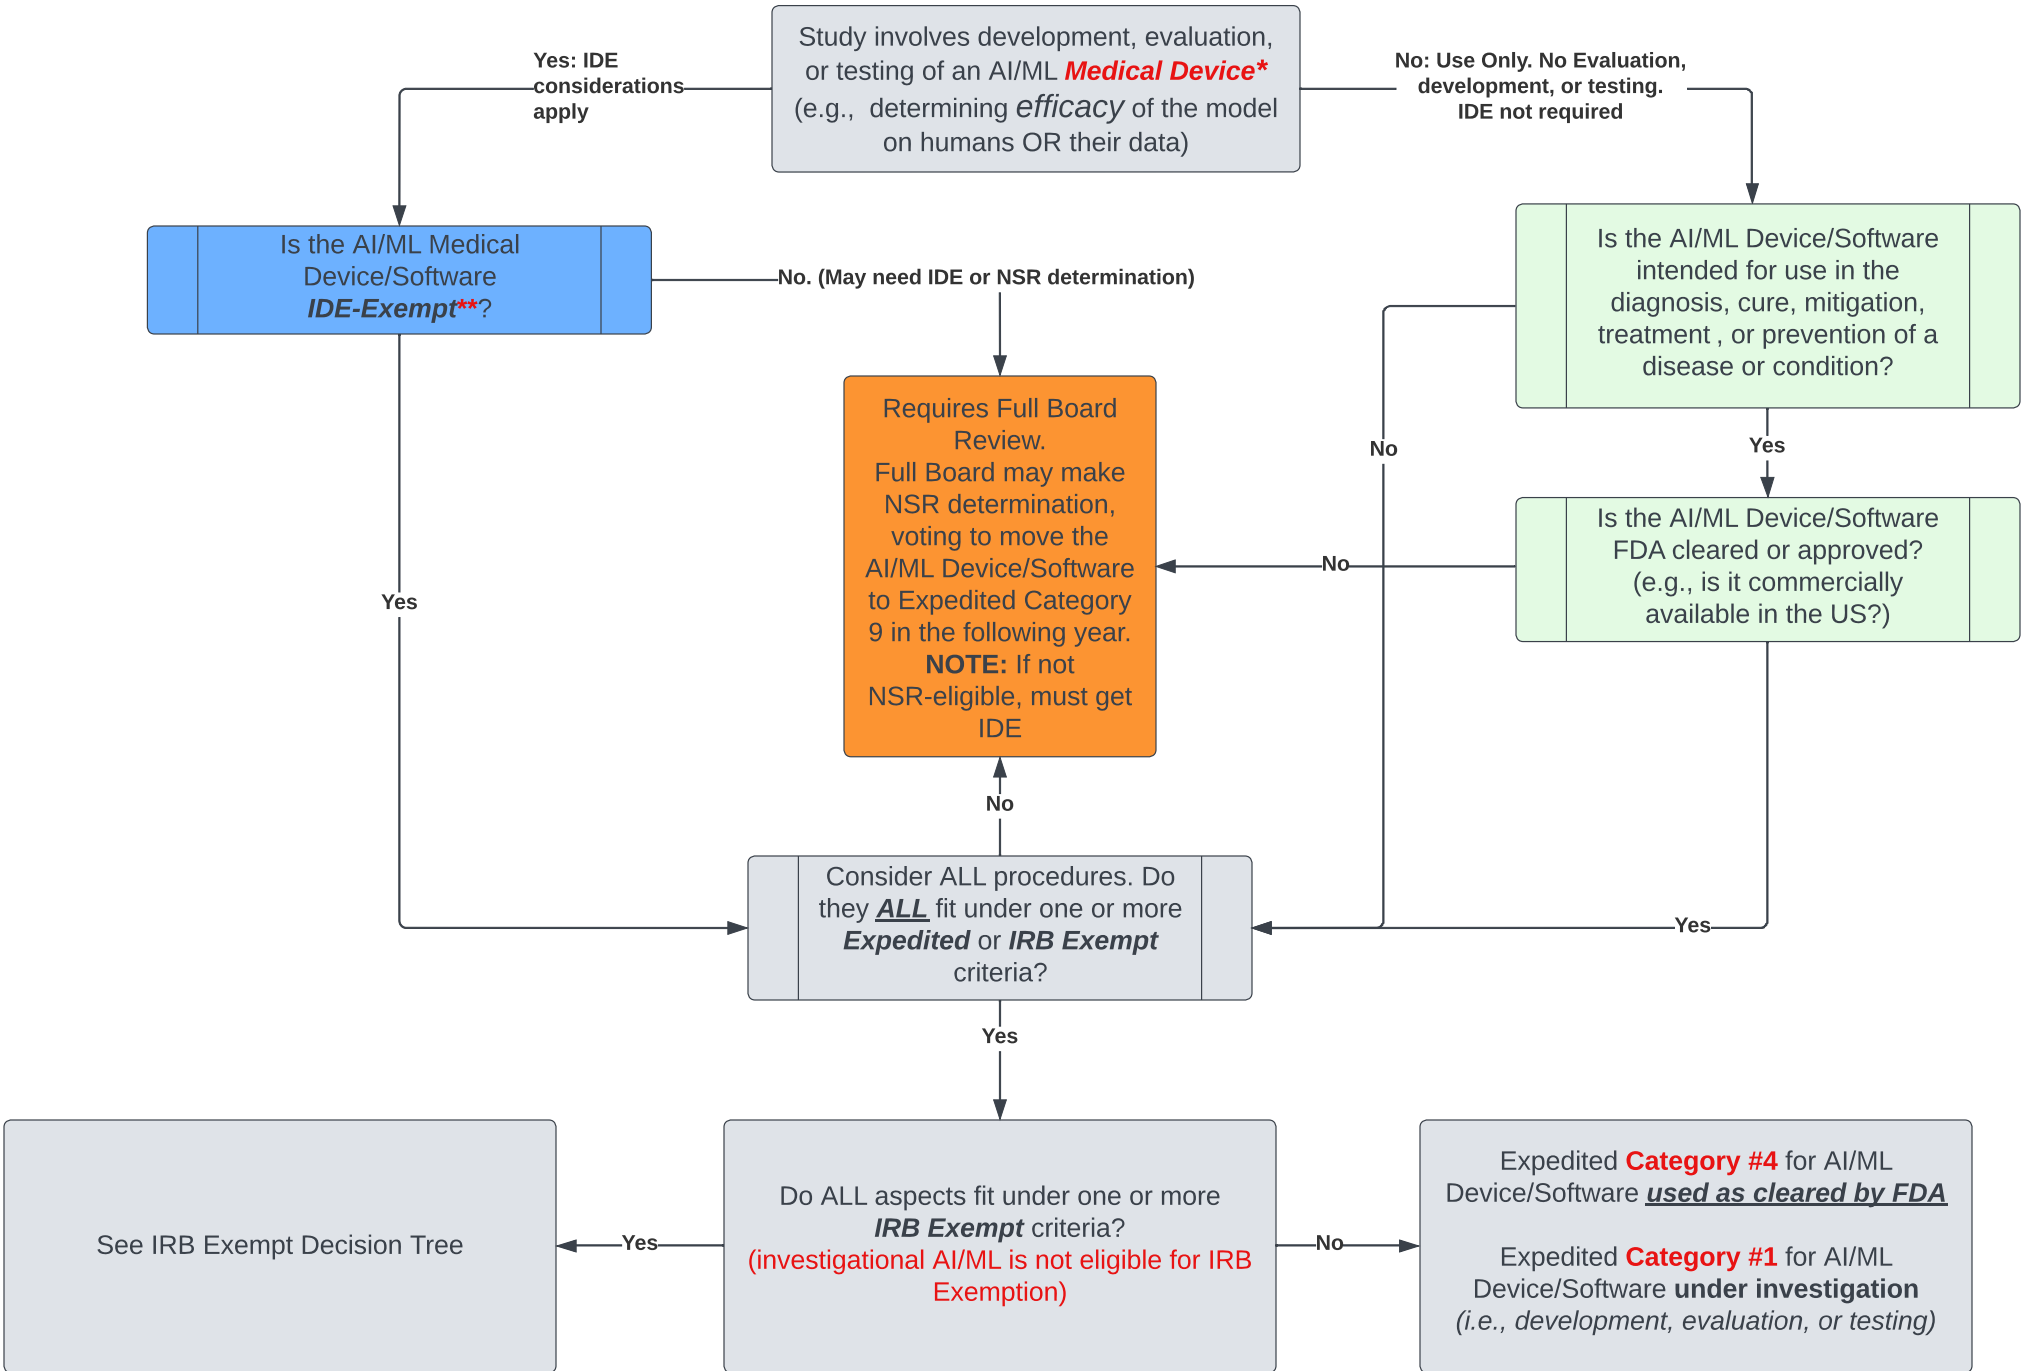 Study involves development, evaluation,
or testing of an AI/ML Medical Device*
(e.g., determining efficacy of the model
on humans OR their data)
Yes: IDE
considerations
apply
No: Use Only. No Evaluation,
development, or testing.
IDE not required
Is the AI/ML Medical
Device/Software
IDE-Exempt**?
No. (May need IDE or NSR determination)
Is the AI/ML Device/Software
intended for use in the
diagnosis, cure, mitigation,
treatment , or prevention of a
disease or condition?
Requires Full Board
Review.
Full Board may make
NSR determination,
voting to move the
AI/ML Device/Software
to Expedited Category
9 in the following year.
NOTE: If not
NSR-eligible, must get
IDE
No
Yes
Is the AI/ML Device/Software
FDA cleared or approved?
(e.g., is it commercially
available in the US?)
No
Yes
No
Consider ALL procedures. Do
they ALL fit under one or more
Expedited or IRB Exempt
criteria?
Yes
Yes
See IRB Exempt Decision Tree
Yes
Do ALL aspects fit under one or more
IRB Exempt criteria?
(investigational AI/ML is not eligible for IRB
Exemption)
No
Expedited Category #4 for AI/ML
Device/Software used as cleared by FDA
Expedited Category #1 for AI/ML
Device/Software under investigation
(i.e., development, evaluation, or testing)